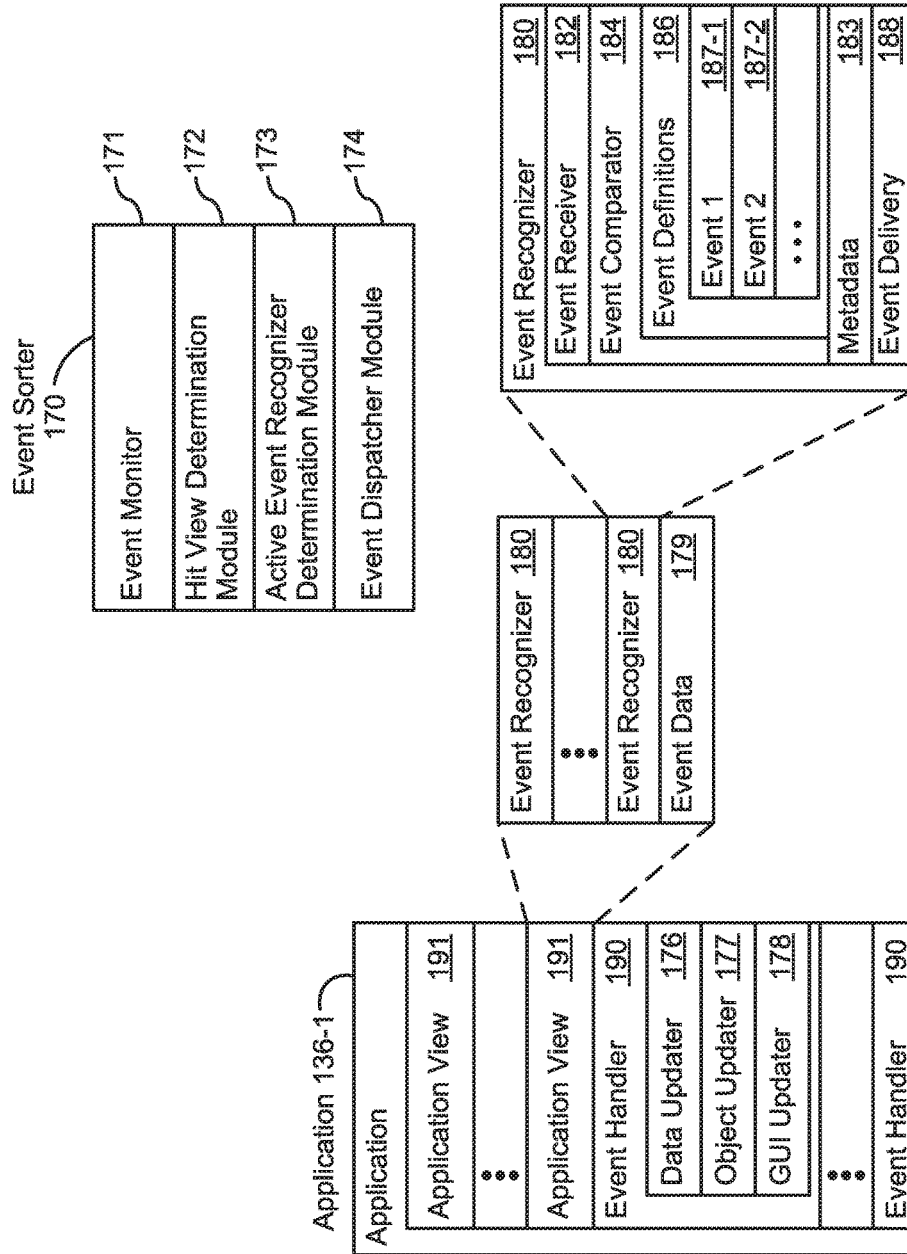 Event Sorter
170
Event Monitor
171
Hit View Determination
Module
172
Active Event Recognizer
Determination Module
173
Event Dispatcher Module
174
Application 136-1
Application
Application View 191
•••
Application View 191
Event Handler 190
Data Updater 176
Object Updater 177
GUI Updater 178
•••
Event Handler 190
Event Recognizer 180
•••
Event Recognizer 180
Event Data 179
Event Recognizer 180
Event Receiver 182
Event Comparator 184
Event Definitions 186
Event 1 187-1
Event 2 187-2
•••
Metadata 183
Event Delivery 188